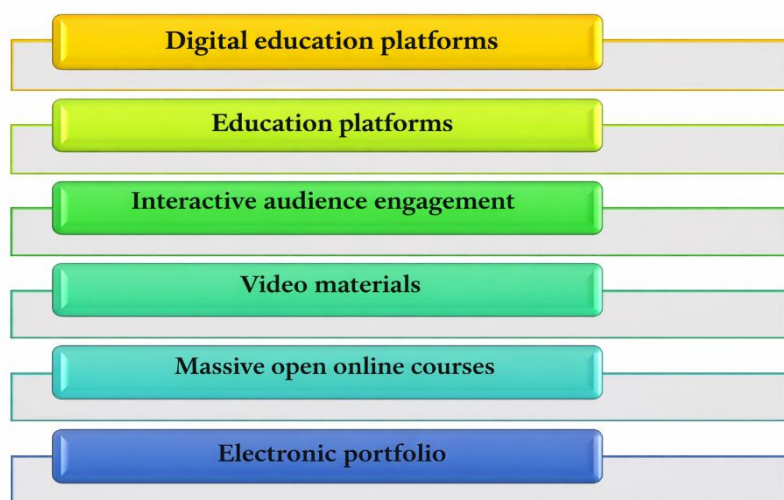 Digital education platforms
Education platforms
Interactive audience engagement
Video materials
Massive open online courses
Electronic portfolio